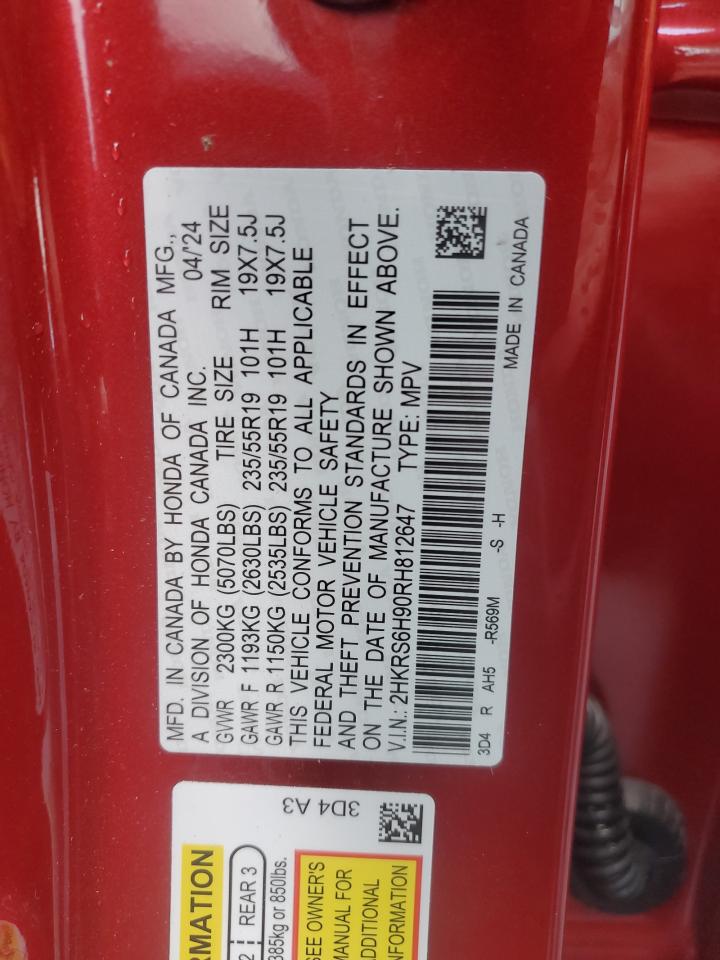 MFD. IN CANADA BY HONDA OF CANADA MFG.,
A DIVISION OF HONDA CANADA INC. 04/'24
GVWR 2300KG (5070LBS) TIRE SIZE RIM SIZE
GAWR F 1193KG (2630LBS) 235/55R19 101H 19X7.5J
GAWR R 1150KG (2535LBS) 235/55R19 101H 19X7.5J
THIS VEHICLE CONFORMS TO ALL APPLICABLE
FEDERAL MOTOR VEHICLE SAFETY
AND THEFT PREVENTION STANDARDS IN EFFECT
ON THE DATE OF MANUFACTURE SHOWN ABOVE.
V.I.N.: 2HKRS6H90RH812647 TYPE: MPV
3D4 R AH5 -R569M -S -H MADE IN CANADA
3D4 A3
RMATION
2 REAR 3
385kg or 850lbs.
SEE OWNER'S
MANUAL FOR
ADDITIONAL
NFORMATION